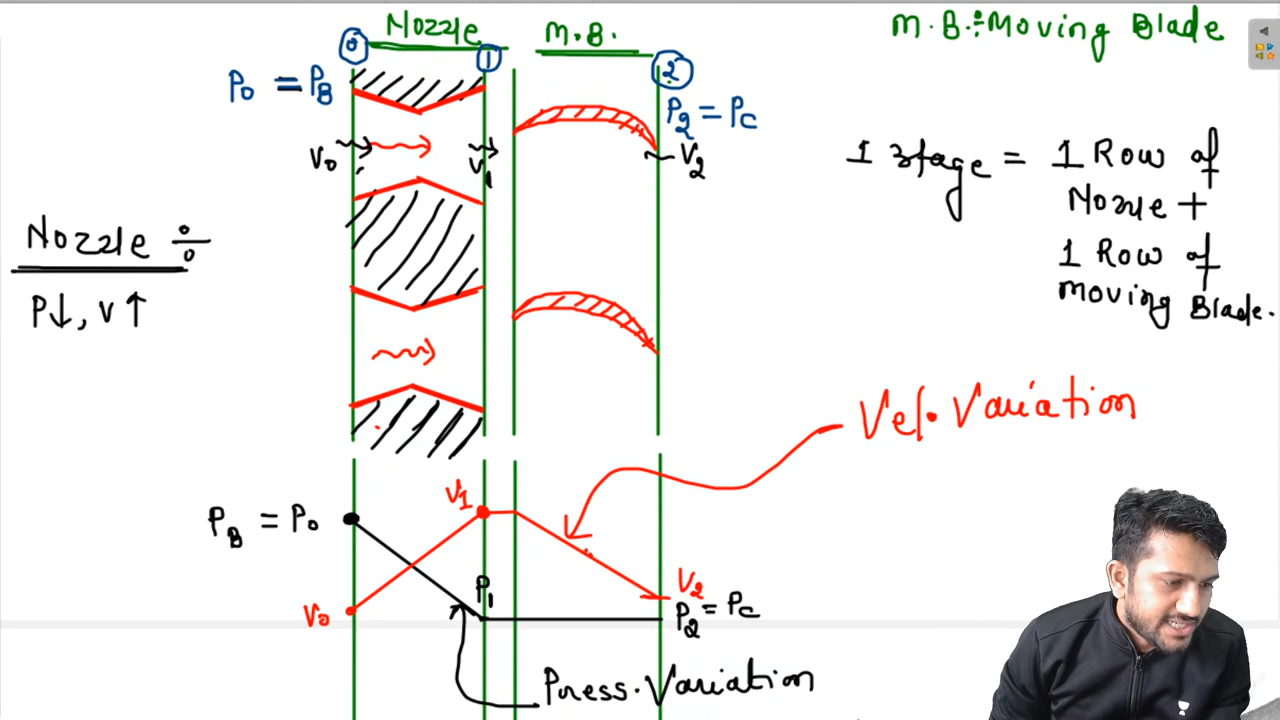 Nozzle
M.B.
M.B.÷Moving Blade
0
1
2
P0 = PB
P2 = PC
V0
V1
V2
1 stage = 1 Row of
Nozzle +
1 Row of
Moving Blade.
Nozzle ÷
P↓, V↑
Vel. Variation
V1
PB = P0
P1
V2
V0
P2 = PC
Press. Variation